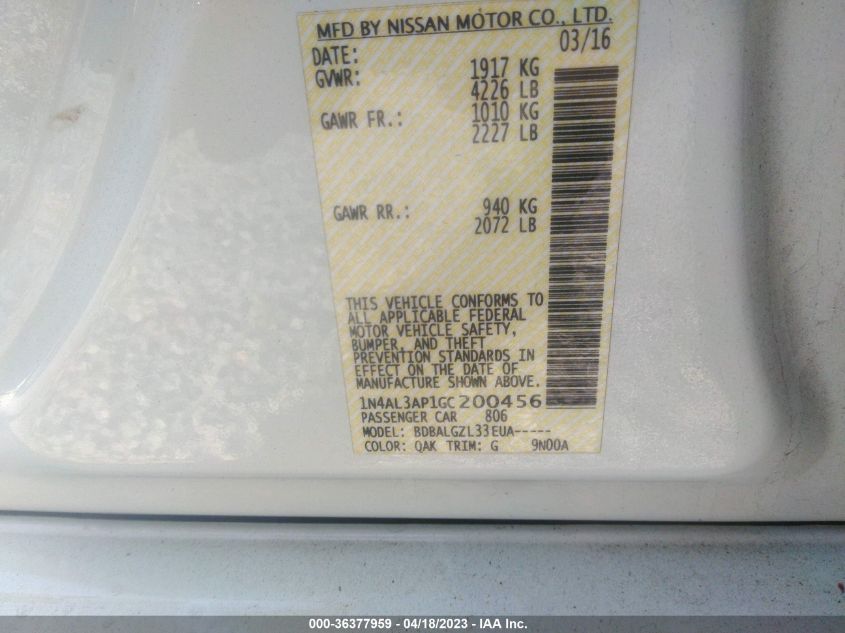 MFD BY NISSAN MOTOR CO., LTD.
DATE: 03/16
GVWR: 1917 KG
4226 LB
GAWR FR.: 1010 KG
2227 LB
GAWR RR.: 940 KG
2072 LB
THIS VEHICLE CONFORMS TO
ALL APPLICABLE FEDERAL
MOTOR VEHICLE SAFETY,
BUMPER, AND THEFT
PREVENTION STANDARDS IN
EFFECT ON THE DATE OF
MANUFACTURE SHOWN ABOVE.
1N4AL3AP1GC200456
PASSENGER CAR 806
MODEL: BDBALGZL33EUA-----
COLOR: QAK TRIM: G 9N00A
000-36377959 - 04/18/2023 - IAA Inc.